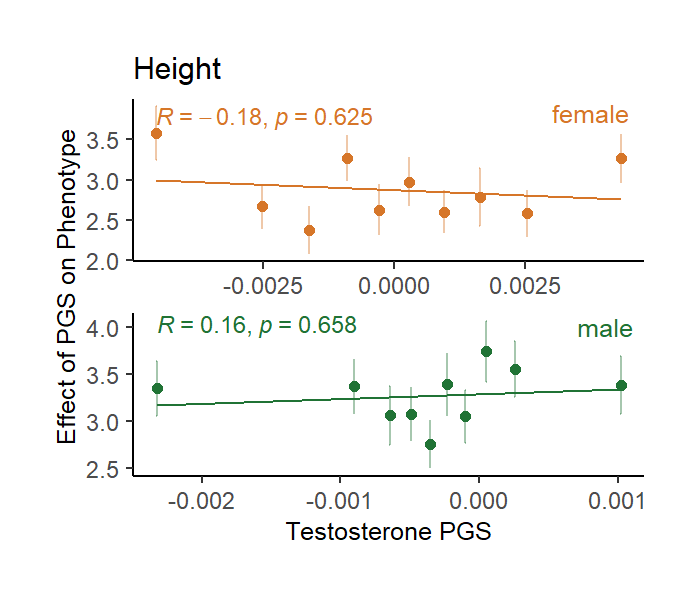 Height
Effect of PGS on Phenotype
R = −0.18, p = 0.625
female
3.5
3.0
2.5
2.0
-0.0025 0.0000 0.0025
R = 0.16, p = 0.658
male
4.0
3.5
3.0
2.5
-0.002 -0.001 0.000 0.001
Testosterone PGS